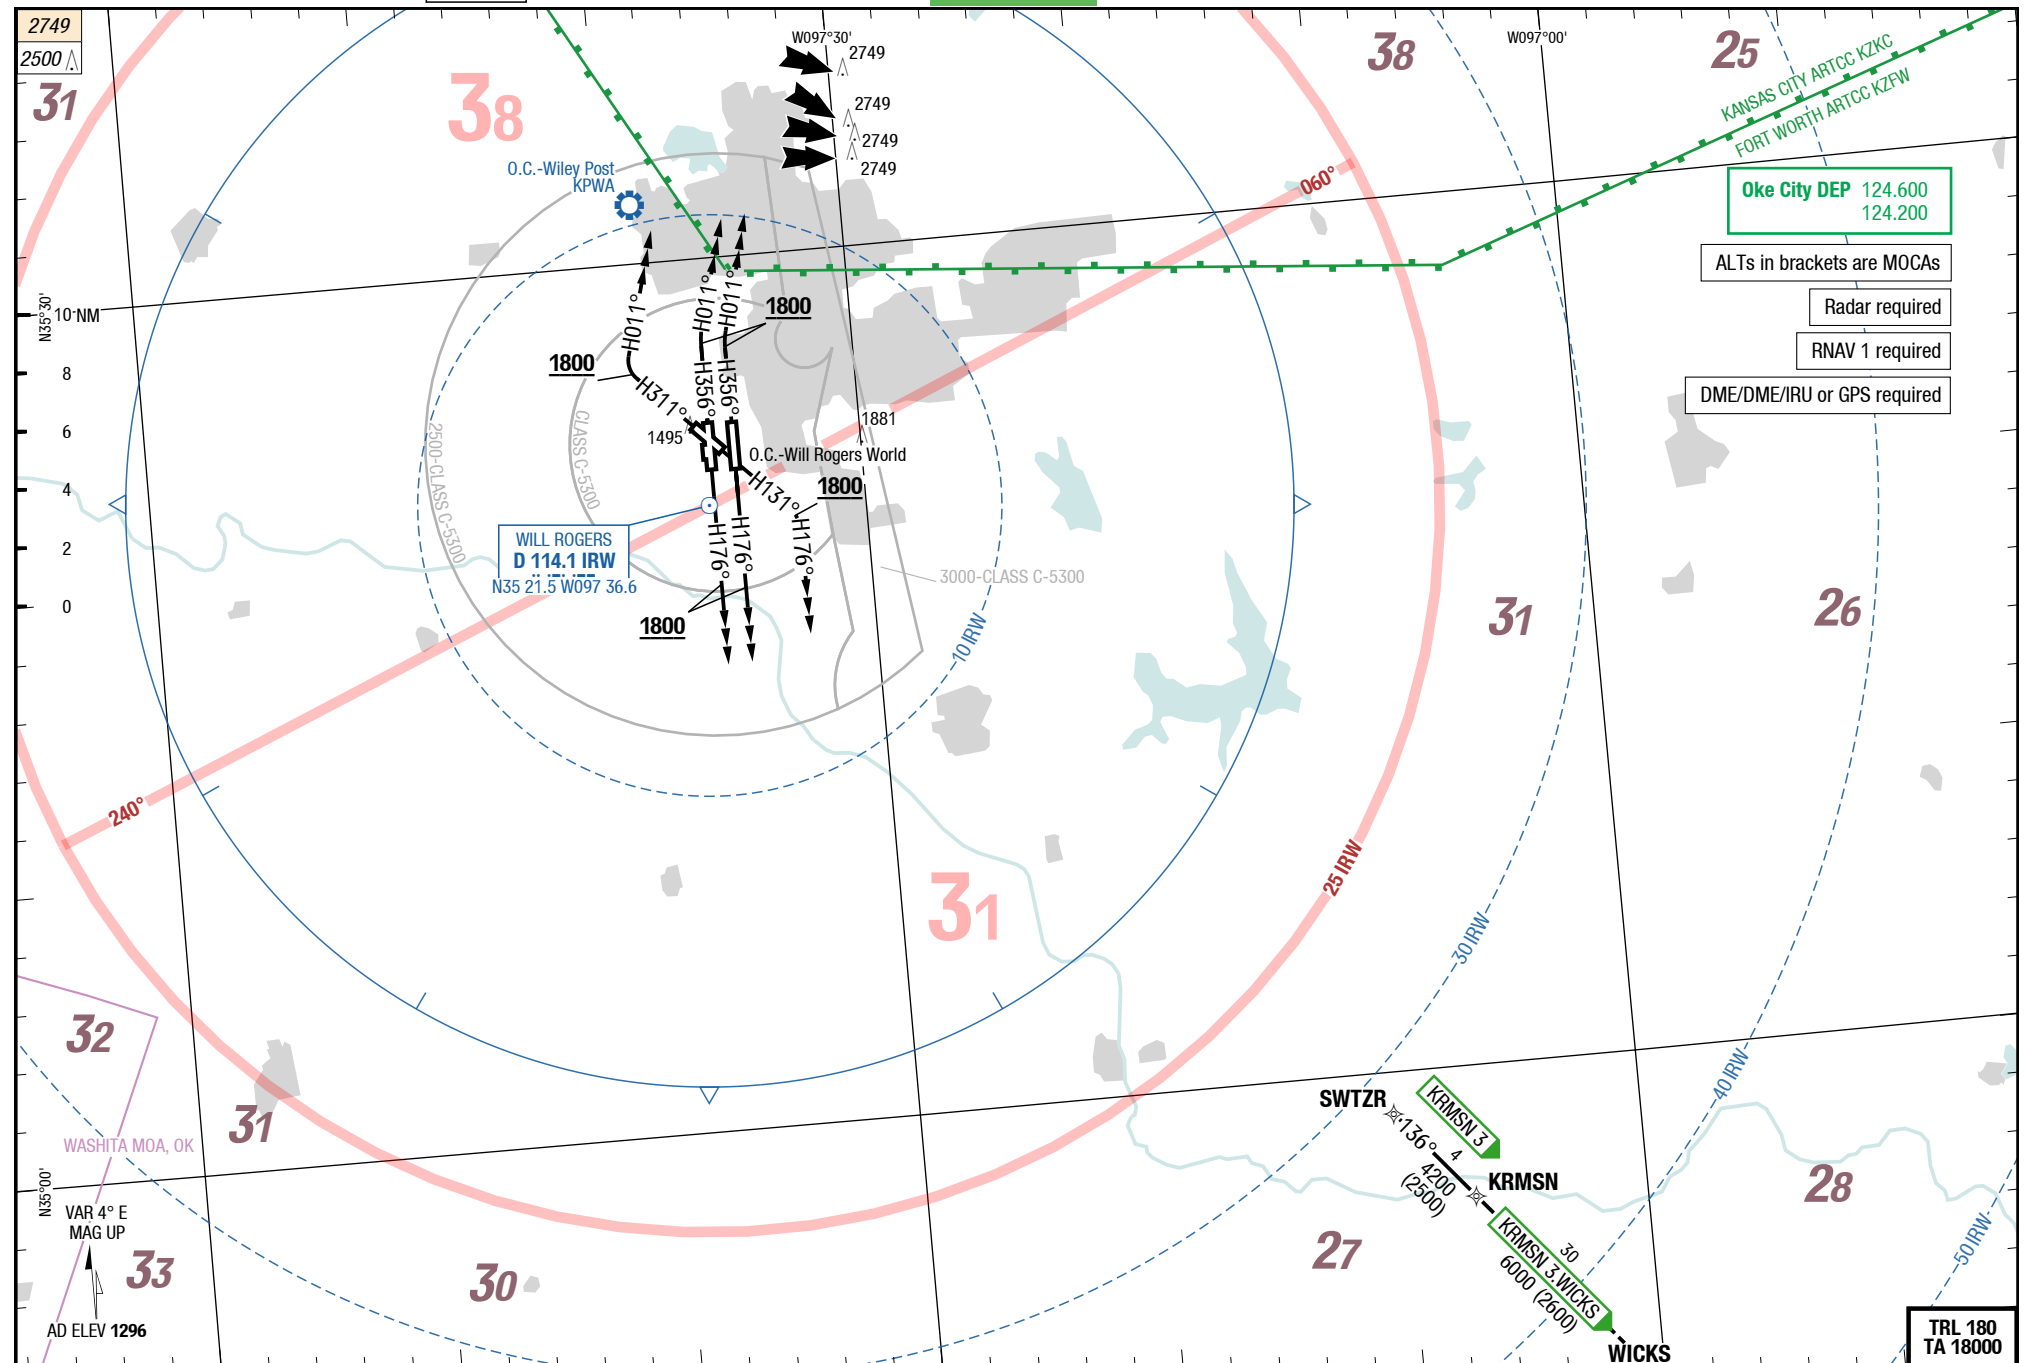 2749
2500
31
38
W097°30'
2749
2749
2749
2749
38
W097°00'
25
KANSAS CITY ARTCC KZKC
FORT WORTH ARTCC KZFW
O.C.-Wiley Post
KPWA
060°
Oke City DEP 124.600
124.200
ALTs in brackets are MOCAs
Radar required
RNAV 1 required
DME/DME/IRU or GPS required
N35°30'
10 NM
8
6
4
2
0
H011°
H011°
H011°
1800
1800
H311°
H356°
H356°
1495
1881
O.C.-Will Rogers World
CLASS C-5300
2500-CLASS C-5300
H131°
1800
H176°
H176°
H176°
WILL ROGERS
D 114.1 IRW
N35 21.5 W097 36.6
3000-CLASS C-5300
1800
10 IRW
31
26
240°
25 IRW
31
30 IRW
32
40 IRW
31
WASHITA MOA, OK
SWTZR
KRMSN 3
136°
4
4200
(2500)
KRMSN
28
N35°00'
VAR 4° E
MAG UP
33
30
27
KRMSN 3.WICKS
30
6000 (2600)
50 IRW
AD ELEV 1296
WICKS
TRL 180
TA 18000